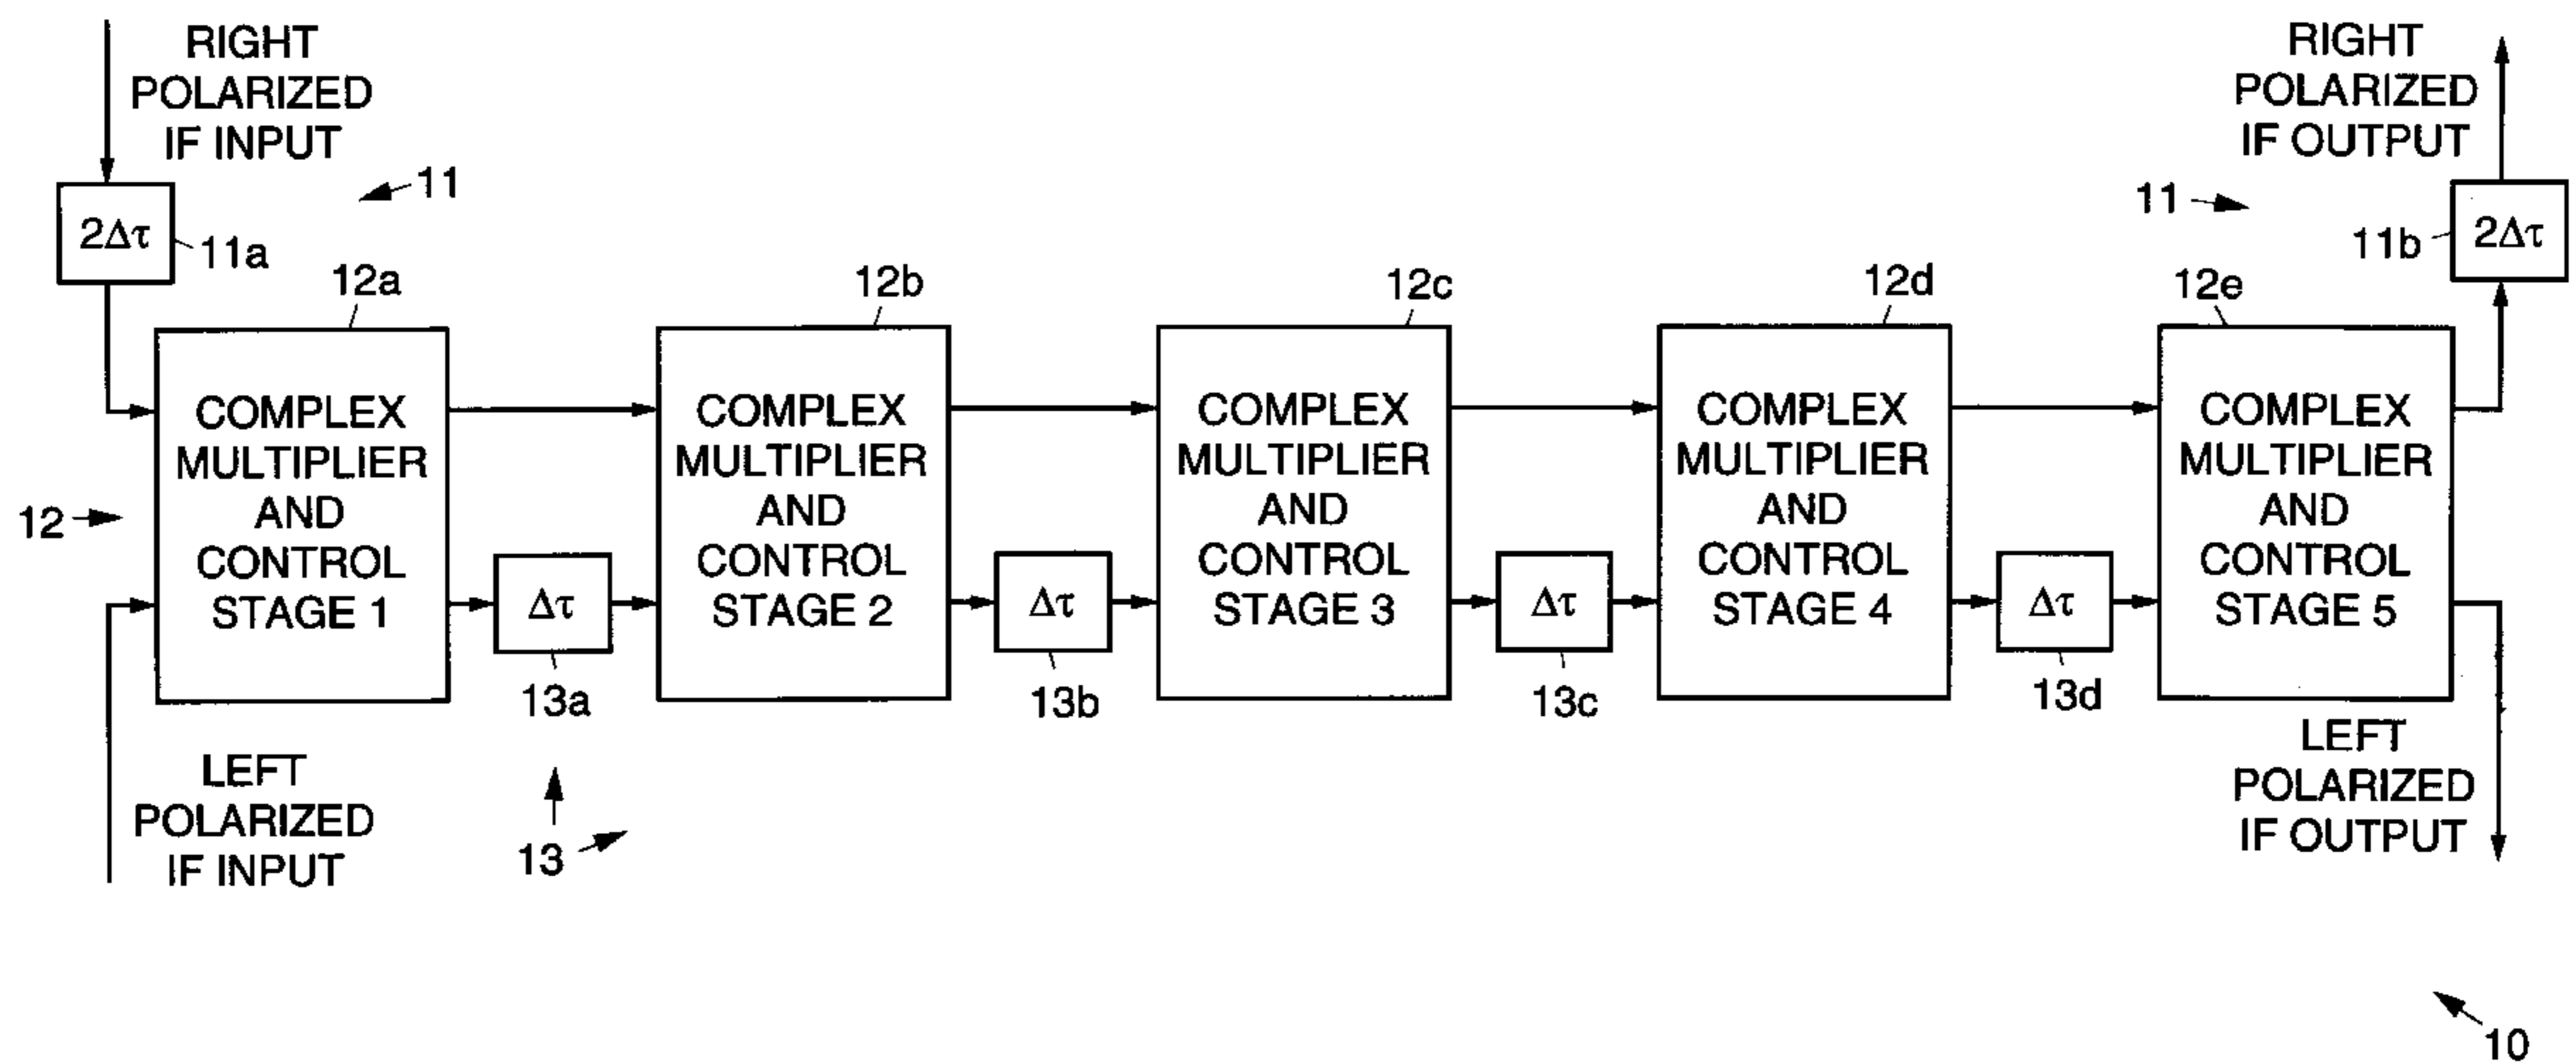 RIGHT
POLARIZED
IF INPUT
11
2Δτ
11a
RIGHT
POLARIZED
IF OUTPUT
11
2Δτ
11b
12a
12b
12c
12d
12e
12
COMPLEX
MULTIPLIER
AND
CONTROL
STAGE 1
Δτ
13a
COMPLEX
MULTIPLIER
AND
CONTROL
STAGE 2
Δτ
13b
COMPLEX
MULTIPLIER
AND
CONTROL
STAGE 3
Δτ
13c
COMPLEX
MULTIPLIER
AND
CONTROL
STAGE 4
Δτ
13d
COMPLEX
MULTIPLIER
AND
CONTROL
STAGE 5
LEFT
POLARIZED
IF INPUT
13
LEFT
POLARIZED
IF OUTPUT
10